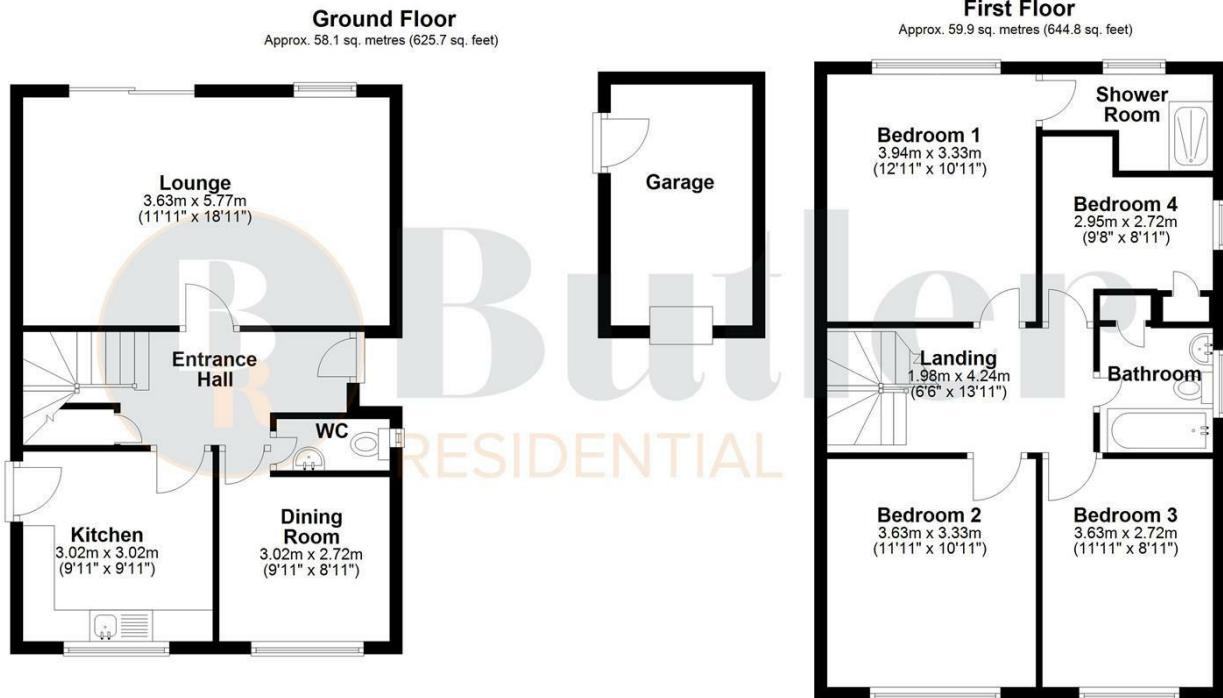 Ground Floor
Approx. 58.1 sq. metres (625.7 sq. feet)
Lounge
3.63m x 5.77m
(11'11" x 18'11")
Entrance
Hall
WC
Kitchen
3.02m x 3.02m
(9'11" x 9'11")
Dining
Room
3.02m x 2.72m
(9'11" x 8'11")
Garage
First Floor
Approx. 59.9 sq. metres (644.8 sq. feet)
Bedroom 1
3.94m x 3.33m
(12'11" x 10'11")
Shower
Room
Bedroom 4
2.95m x 2.72m
(9'8" x 8'11")
Landing
1.98m x 4.24m
(6'6" x 13'11")
Bathroom
Bedroom 2
3.63m x 3.33m
(11'11" x 10'11")
Bedroom 3
3.63m x 2.72m
(11'11" x 8'11")
B
R
Butler
RESIDENTIAL